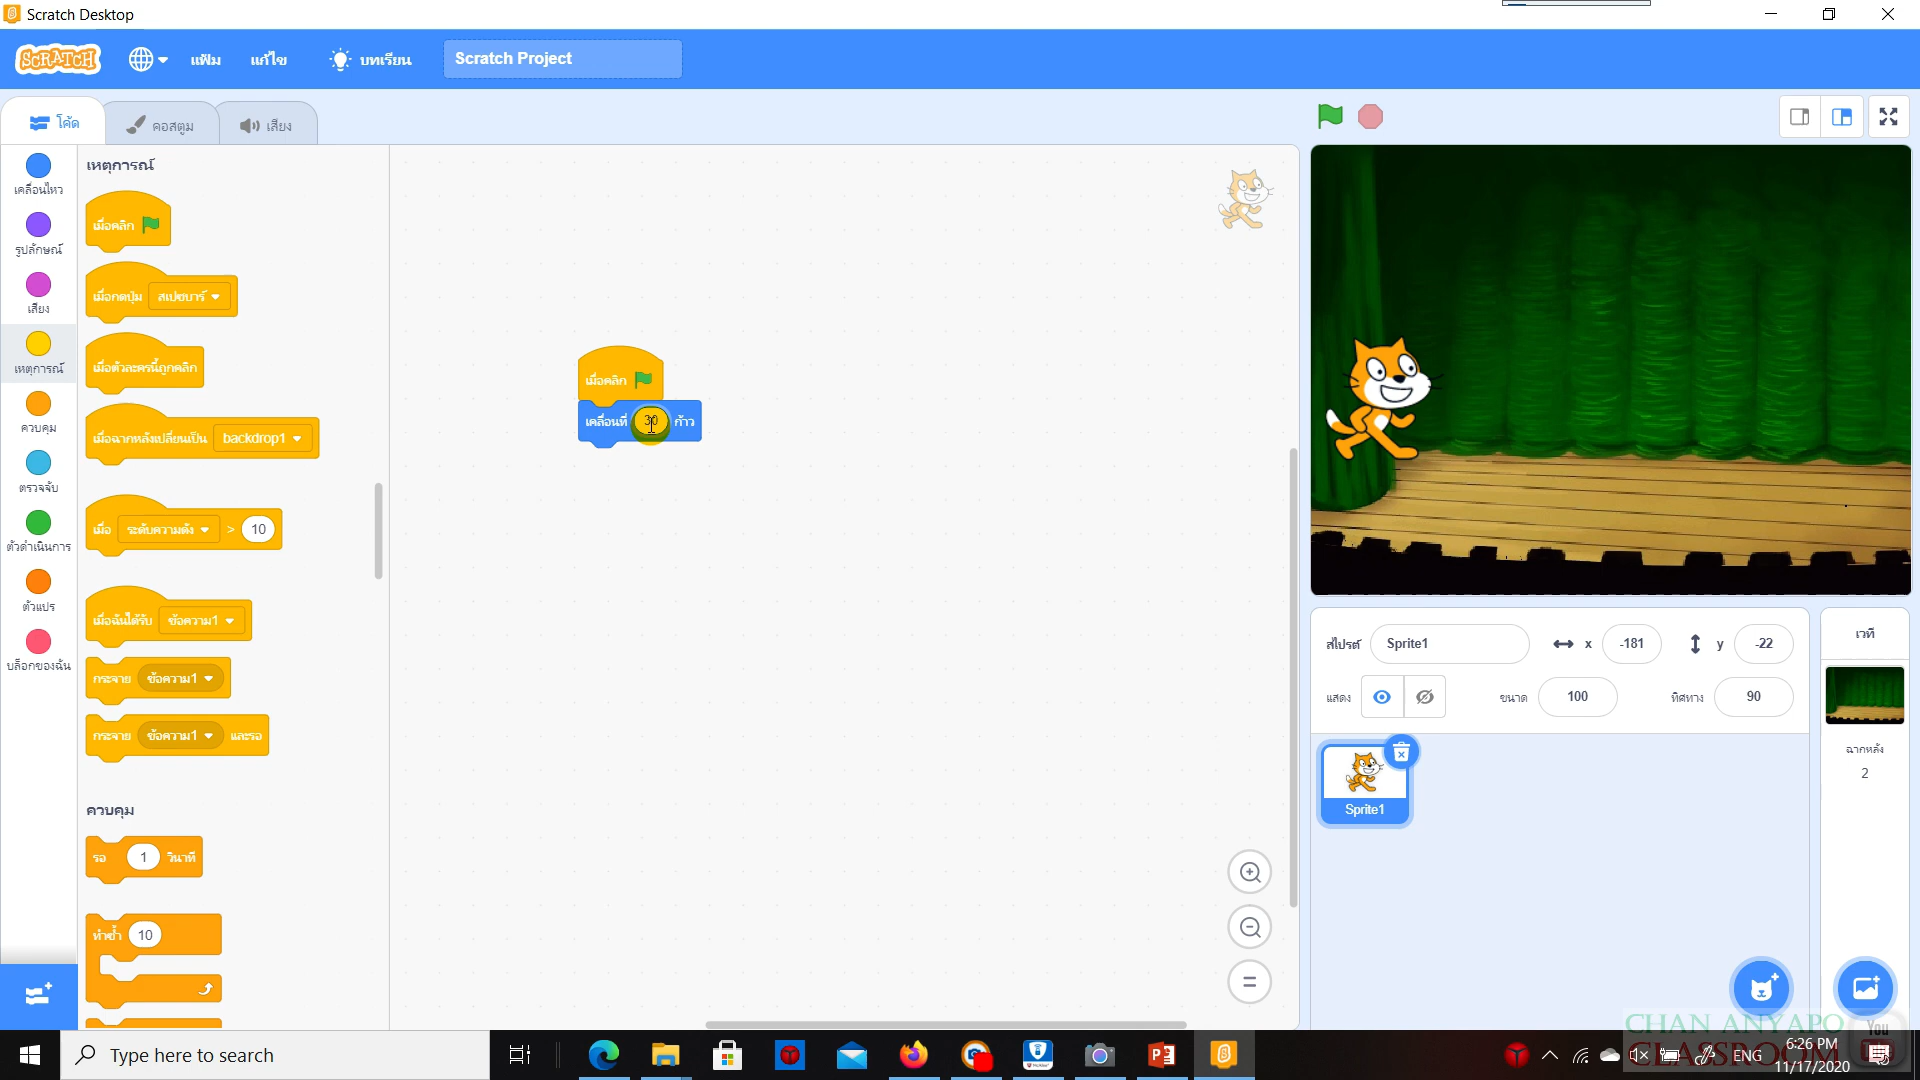 Scratch Desktop
SCRATCH
แฟ้ม
แก้ไข
บทเรียน
Scratch Project
โค้ด
คอสตูม
เสียง
เคลื่อนไหว
รูปลักษณ์
เสียง
เหตุการณ์
ควบคุม
ตรวจจับ
ตัวดำเนินการ
ตัวแปร
บล็อกของฉัน
เหตุการณ์
เมื่อคลิก
เมื่อกดปุ่ม สเปซบาร์
เมื่อตัวละครนี้ถูกคลิก
เมื่อฉากหลังเปลี่ยนเป็น backdrop1
เมื่อ ระดับความดัง > 10
เมื่อฉันได้รับ ข้อความ1
กระจาย ข้อความ1
กระจาย ข้อความ1 และรอ
ควบคุม
รอ 1 วินาที
ทำซ้ำ 10
เมื่อคลิก
เคลื่อนที่ 30 ก้าว
สไปรต์ Sprite1 x -181 y -22
แสดง ขนาด 100 ทิศทาง 90
Sprite1
เวที
ฉากหลัง
2
CHAN ANYAPO
CLASSROOM
You
Type here to search
ENG
6:26 PM
11/17/2020